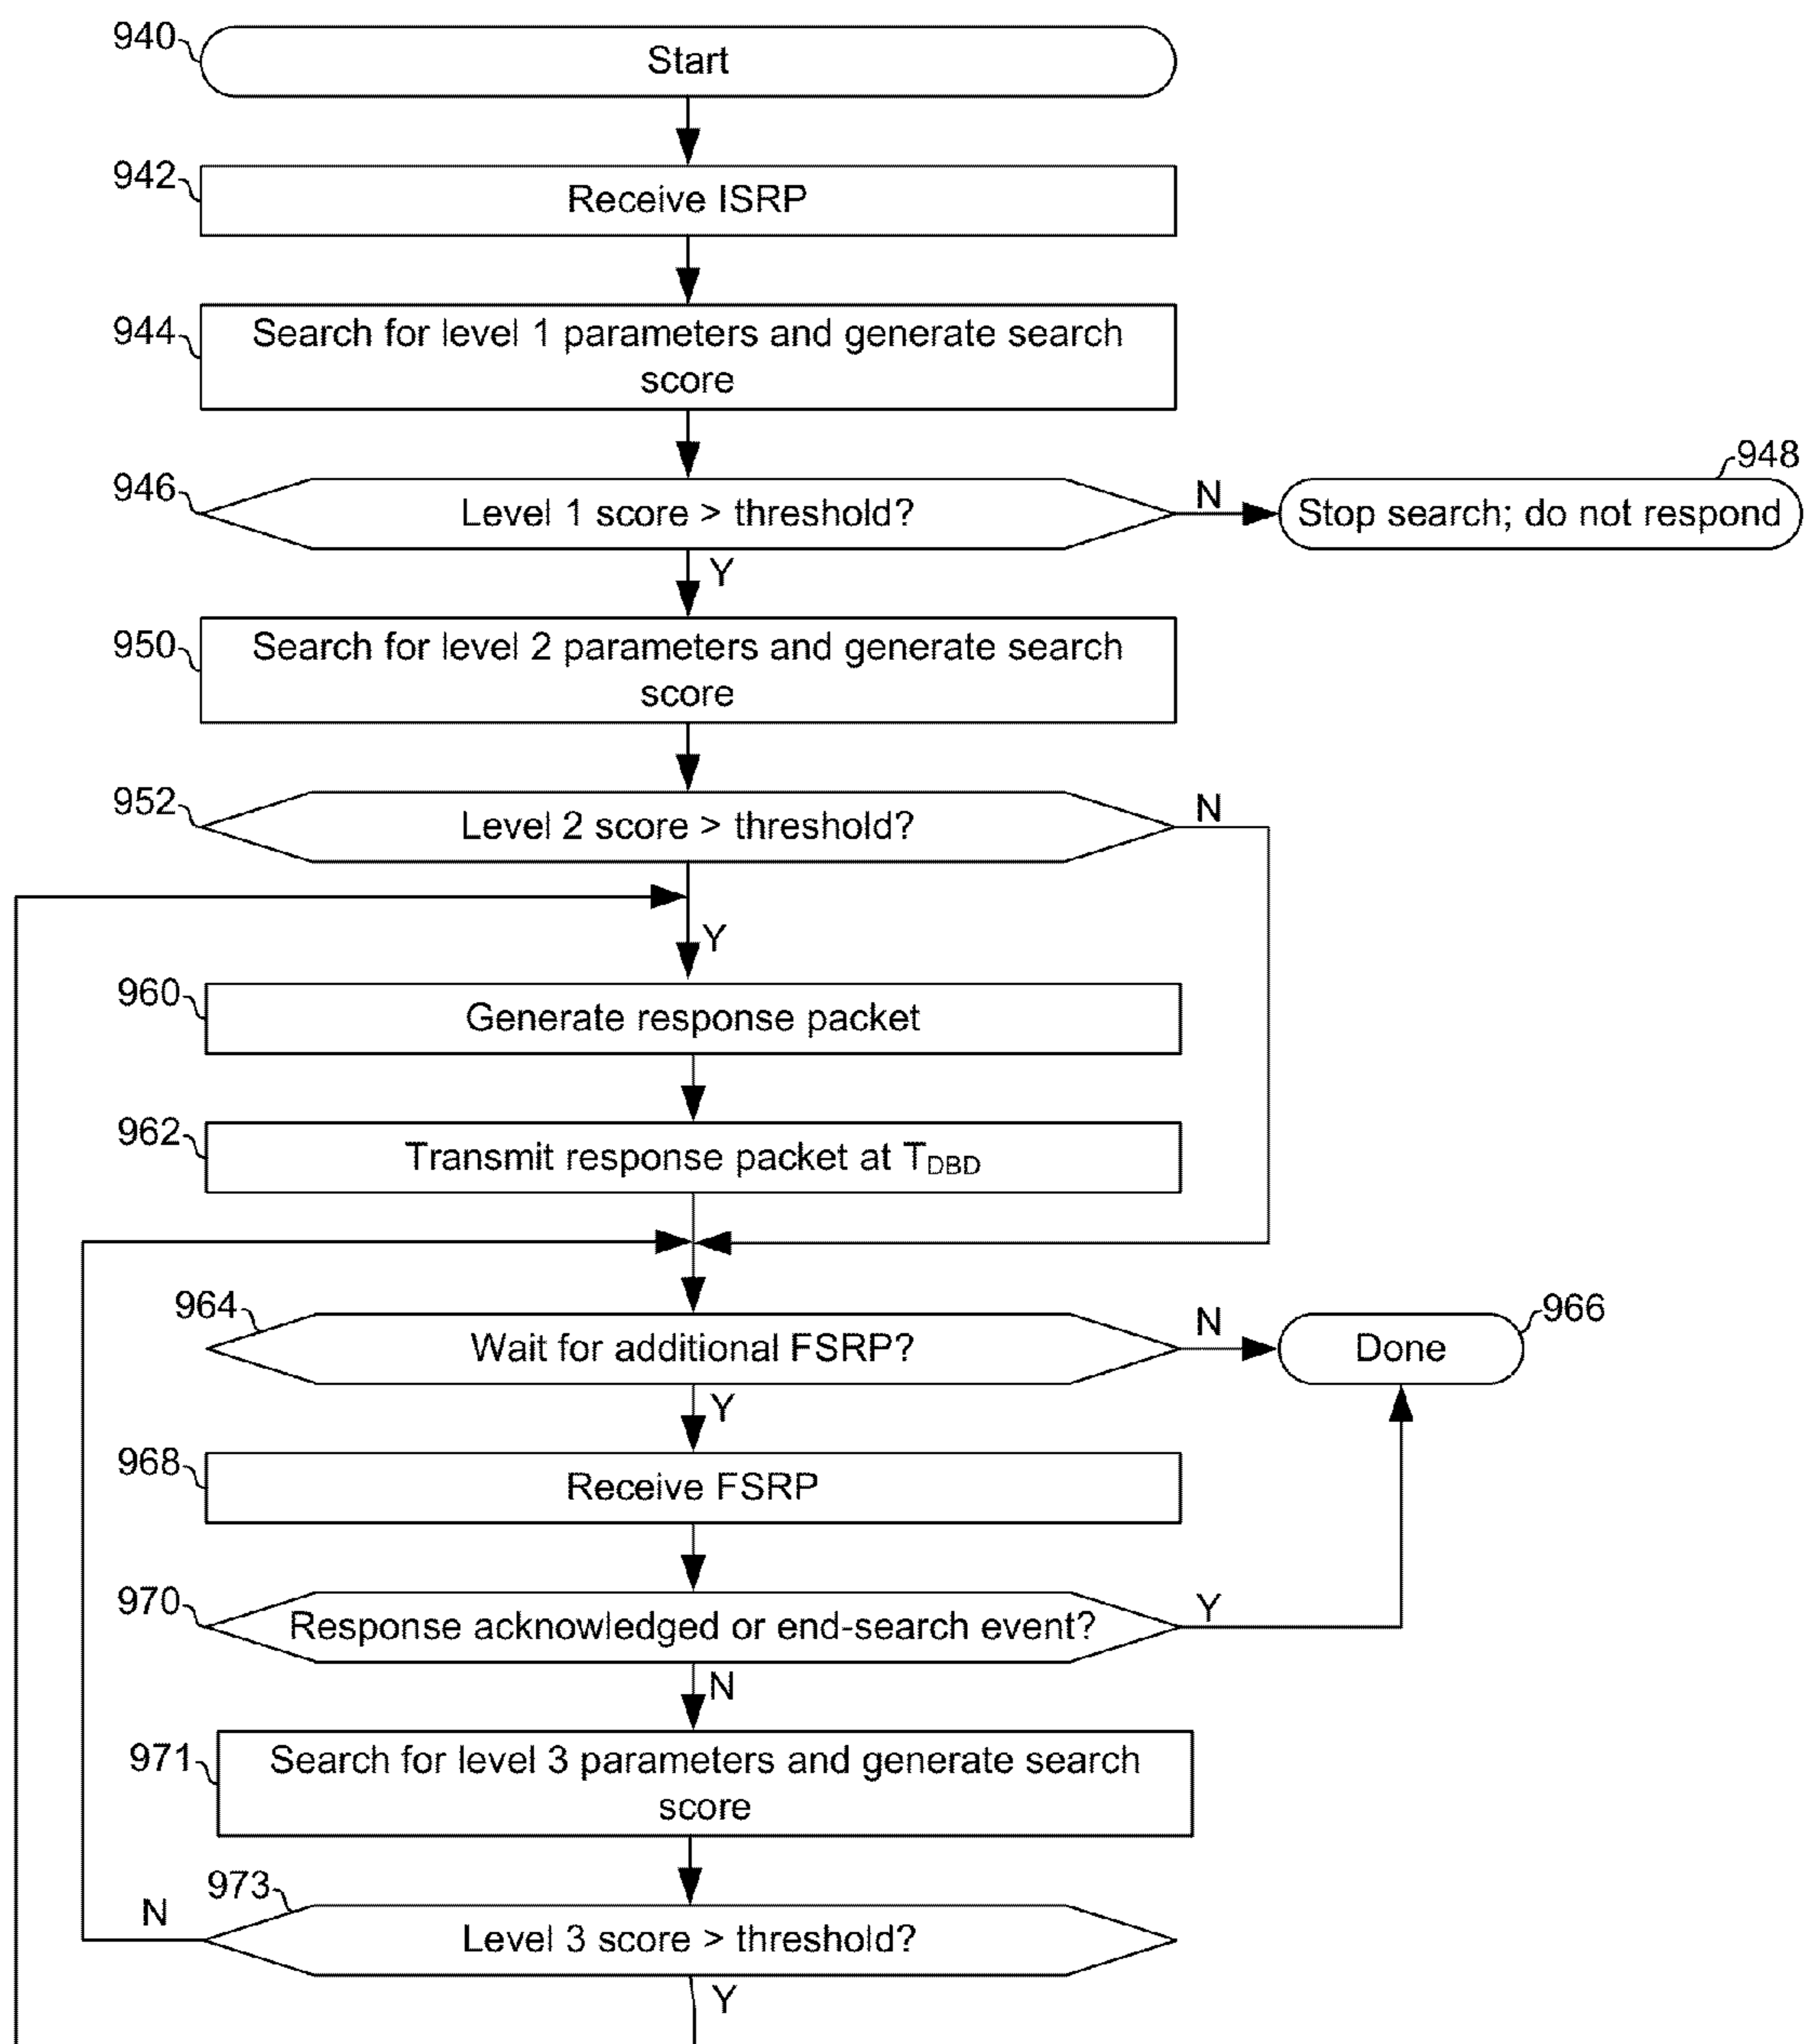 940
Start
942
Receive ISRP
944
Search for level 1 parameters and generate search
score
946
Level 1 score > threshold?
N
948
Stop search; do not respond
Y
950
Search for level 2 parameters and generate search
score
952
Level 2 score > threshold?
N
Y
960
Generate response packet
962
Transmit response packet at TDBD
964
Wait for additional FSRP?
N
966
Done
Y
968
Receive FSRP
970
Response acknowledged or end-search event?
Y
N
971
Search for level 3 parameters and generate search
score
973
N
Level 3 score > threshold?
Y